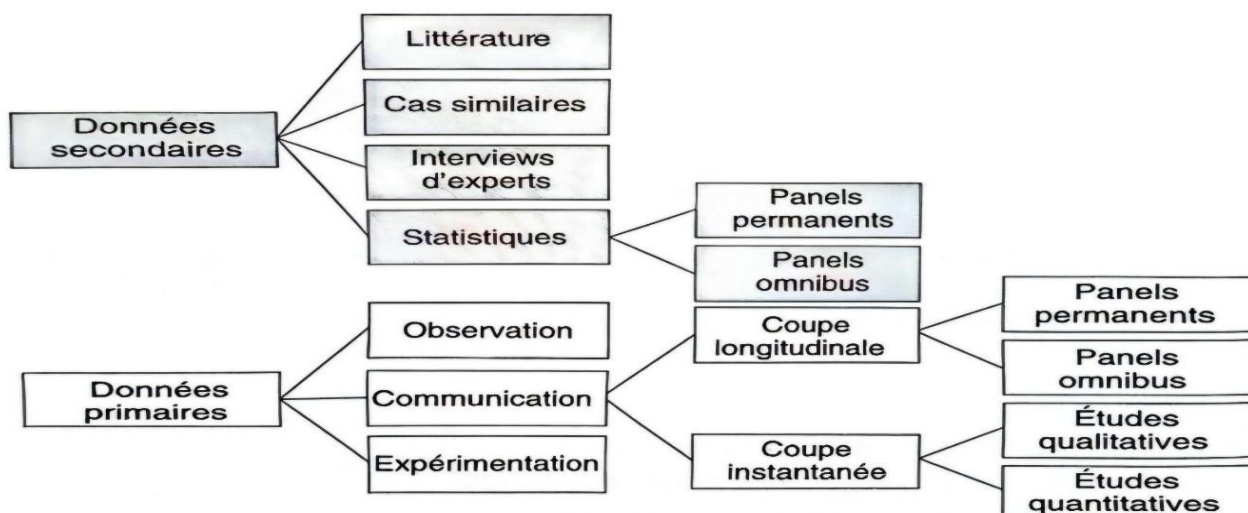 Littérature
Cas similaires
Données
secondaires
Interviews
d'experts
Statistiques
Panels
permanents
Panels
omnibus
Observation
Coupe
longitudinale
Panels
permanents
Panels
omnibus
Données
primaires
Communication
Expérimentation
Coupe
instantanée
Études
qualitatives
Études
quantitatives